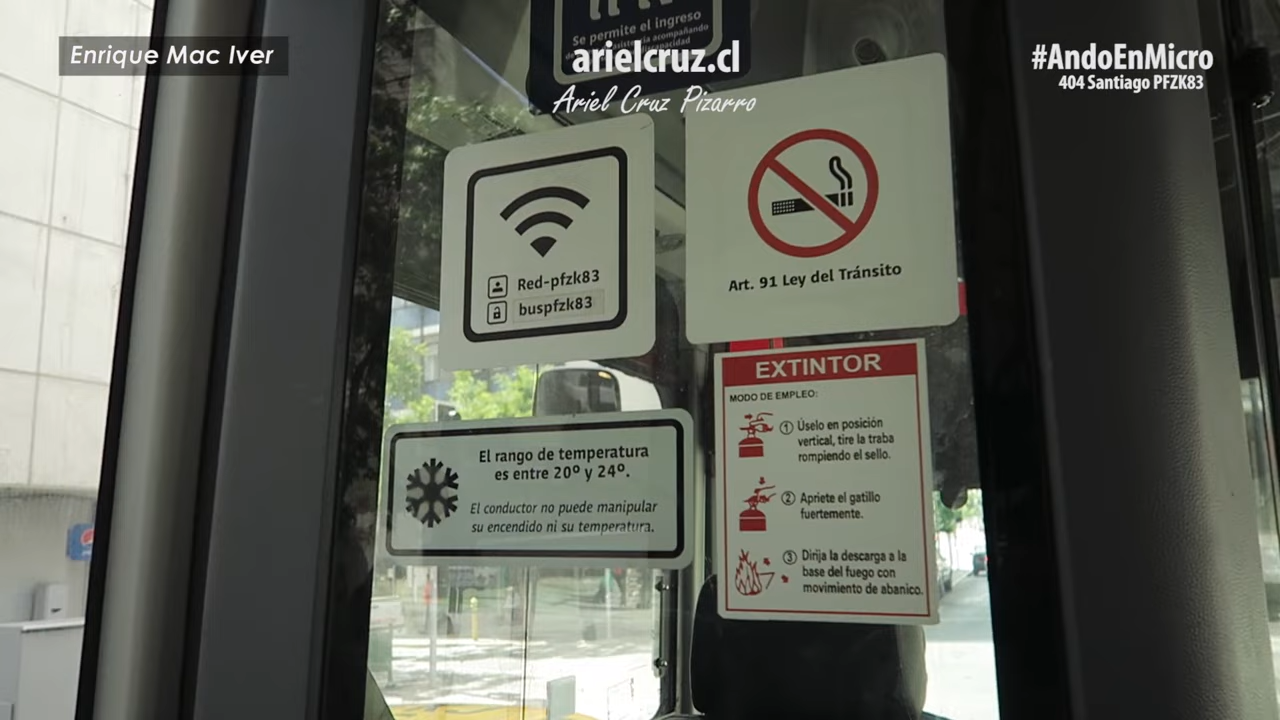 Enrique Mac Iver
Se permite el ingreso
arielcruz.cl
Ariel Cruz Pizarro
#AndoEnMicro
404 Santiago PFZK83
Red-pfzk83
buspfzk83
Art. 91 Ley del Tránsito
El rango de temperatura
es entre 20º y 24º.
El conductor no puede manipular
su encendido ni su temperatura.
EXTINTOR
MODO DE EMPLEO:
1 Úselo en posición
vertical, tire la traba
rompiendo el sello.
2 Apriete el gatillo
fuertemente.
3 Dirija la descarga a la
base del fuego con
movimiento de abanico.